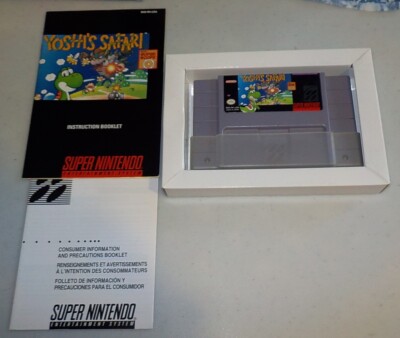 YOSHI'S SAFARI
INSTRUCTION BOOKLET
SUPER NINTENDO
ENTERTAINMENT SYSTEM
CONSUMER INFORMATION
AND PRECAUTIONS BOOKLET
RENSEIGNEMENTS ET AVERTISSEMENTS
À L'INTENTION DES CONSOMMATEURS
FOLLETO DE INFORMACIÓN Y
PRECAUCIONES PARA EL CONSUMIDOR
SUPER NINTENDO
ENTERTAINMENT SYSTEM
YOSHI'S SAFARI